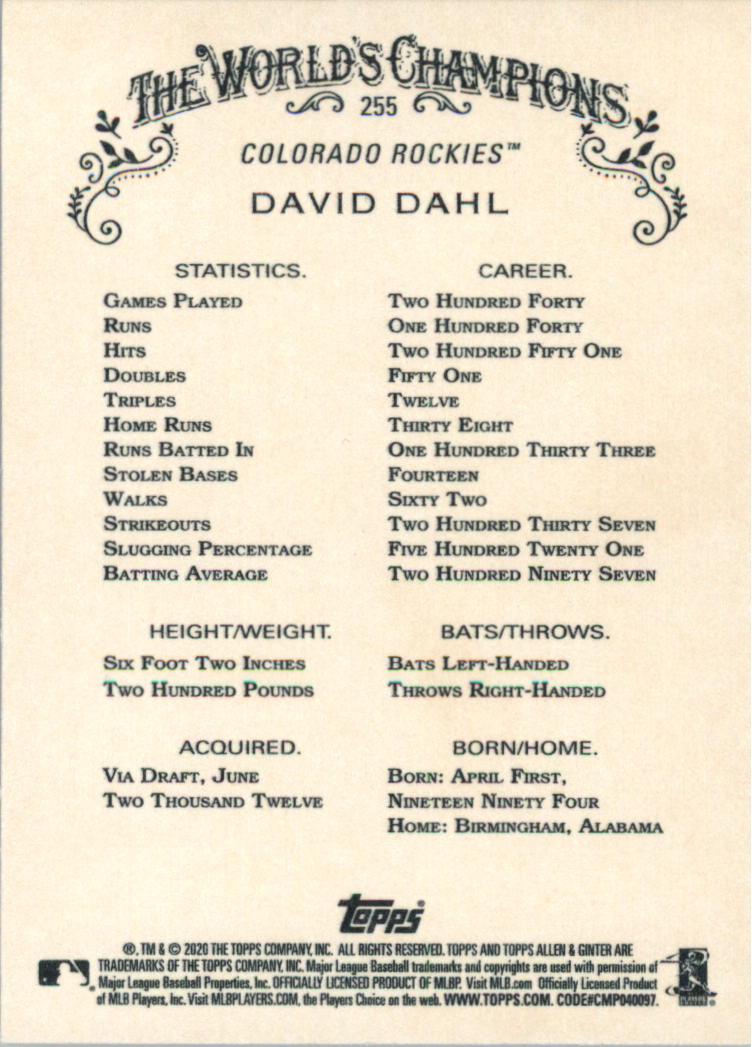 THE WORLD'S CHAMPIONS
255
COLORADO ROCKIES™
DAVID DAHL
STATISTICS. CAREER.
GAMES PLAYED TWO HUNDRED FORTY
RUNS ONE HUNDRED FORTY
HITS TWO HUNDRED FIFTY ONE
DOUBLES FIFTY ONE
TRIPLES TWELVE
HOME RUNS THIRTY EIGHT
RUNS BATTED IN ONE HUNDRED THIRTY THREE
STOLEN BASES FOURTEEN
WALKS SIXTY TWO
STRIKEOUTS TWO HUNDRED THIRTY SEVEN
SLUGGING PERCENTAGE FIVE HUNDRED TWENTY ONE
BATTING AVERAGE TWO HUNDRED NINETY SEVEN
HEIGHT/WEIGHT.
SIX FOOT TWO INCHES
TWO HUNDRED POUNDS
BATS/THROWS.
BATS LEFT-HANDED
THROWS RIGHT-HANDED
ACQUIRED.
VIA DRAFT, JUNE
TWO THOUSAND TWELVE
BORN/HOME.
BORN: APRIL FIRST,
NINETEEN NINETY FOUR
HOME: BIRMINGHAM, ALABAMA
topps
®, TM & © 2020 THE TOPPS COMPANY, INC. ALL RIGHTS RESERVED. TOPPS AND TOPPS ALLEN & GINTER ARE
TRADEMARKS OF THE TOPPS COMPANY, INC. Major League Baseball trademarks and copyrights are used with permission of
Major League Baseball Properties, Inc. OFFICIALLY LICENSED PRODUCT OF MLBP. Visit MLB.com Officially Licensed Product
of MLB Players, Inc. Visit MLBPLAYERS.COM, the Players Choice on the web. WWW.TOPPS.COM. CODE#CMP040097.